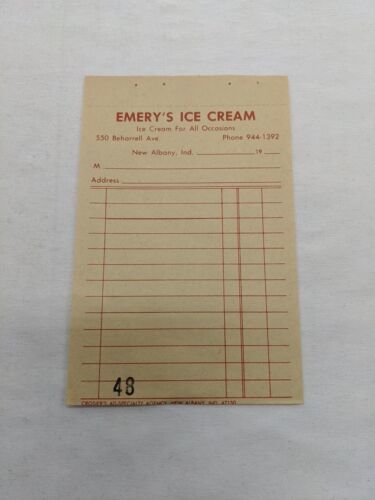 EMERY'S ICE CREAM
Ice Cream For All Occasions
550 Beharrell Ave. Phone 944-1392
New Albany, Ind. 19
M
Address
48
CROSIER'S AD-SPECIALTY AGENCY, NEW ALBANY, IND. 47150